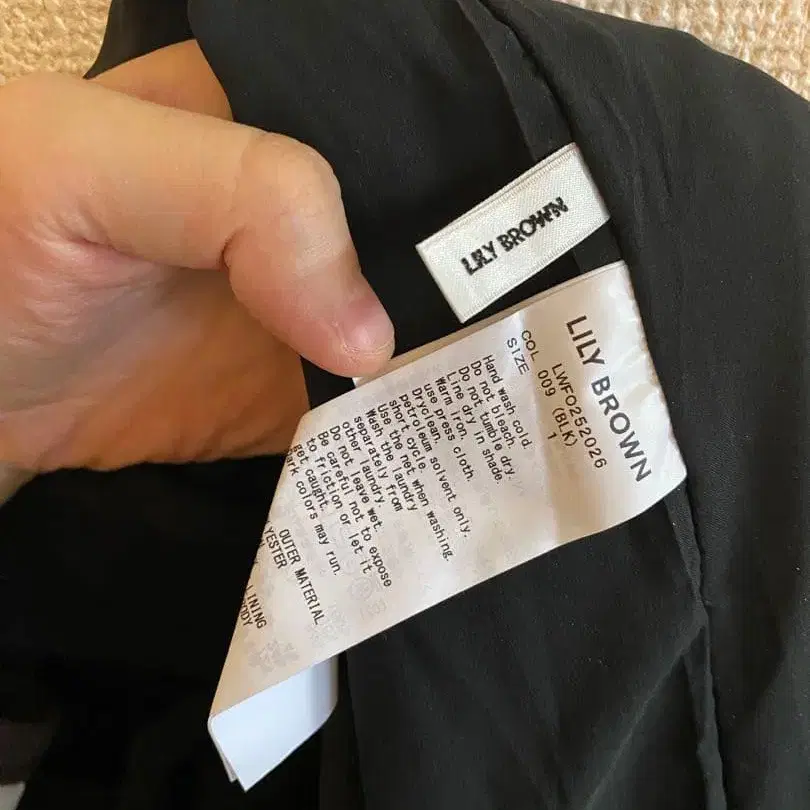 LILY BROWN
LILY BROWN
LWFO252026
COL 009 (BLK)
SIZE 1
Hand wash cold.
Do not bleach.
Do not tumble dry.
Line dry in shade.
Warm iron.
use press cloth.
Dryclean.
petroleum solvent only.
short cycle.
Use the net when washing.
Wash the laundry
separately from
other laundry.
Do not leave wet.
Be careful not to expose
to friction or let it
get caught.
Dark colors may run.
OUTER MATERIAL
LINING